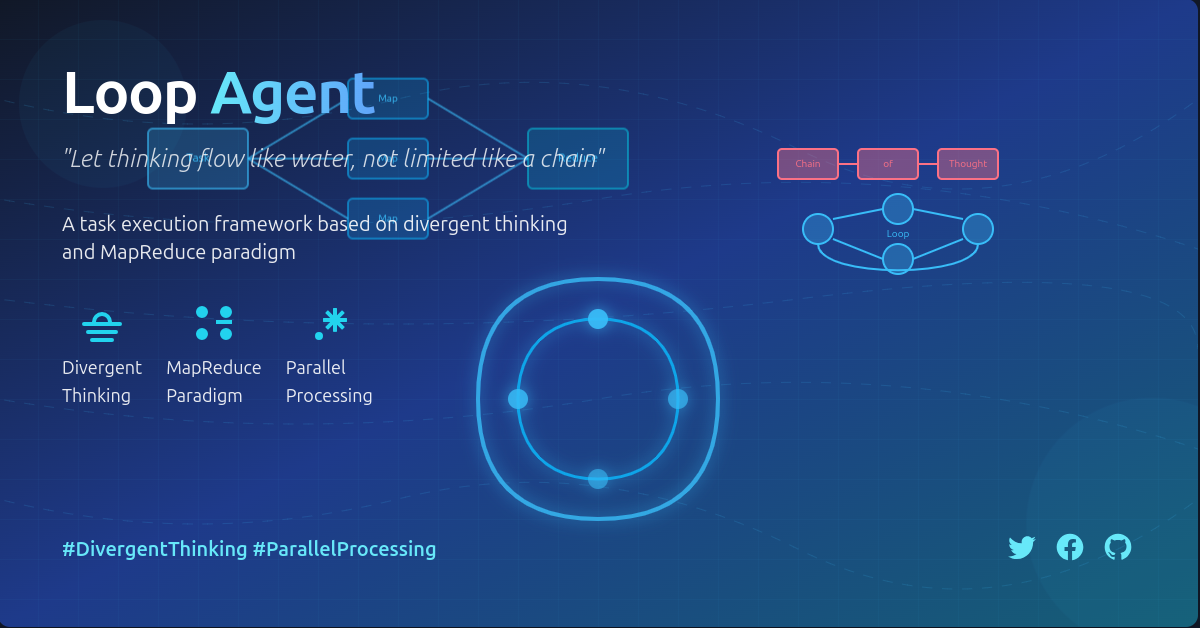 Loop Agent
Map
"Let thinking flow like water, not limited like a chain"
A task execution framework based on divergent thinking
and MapReduce paradigm
Map
Divergent
Thinking
MapReduce
Paradigm
Parallel
Processing
#DivergentThinking #ParallelProcessing
Chain
of
Thought
Loop